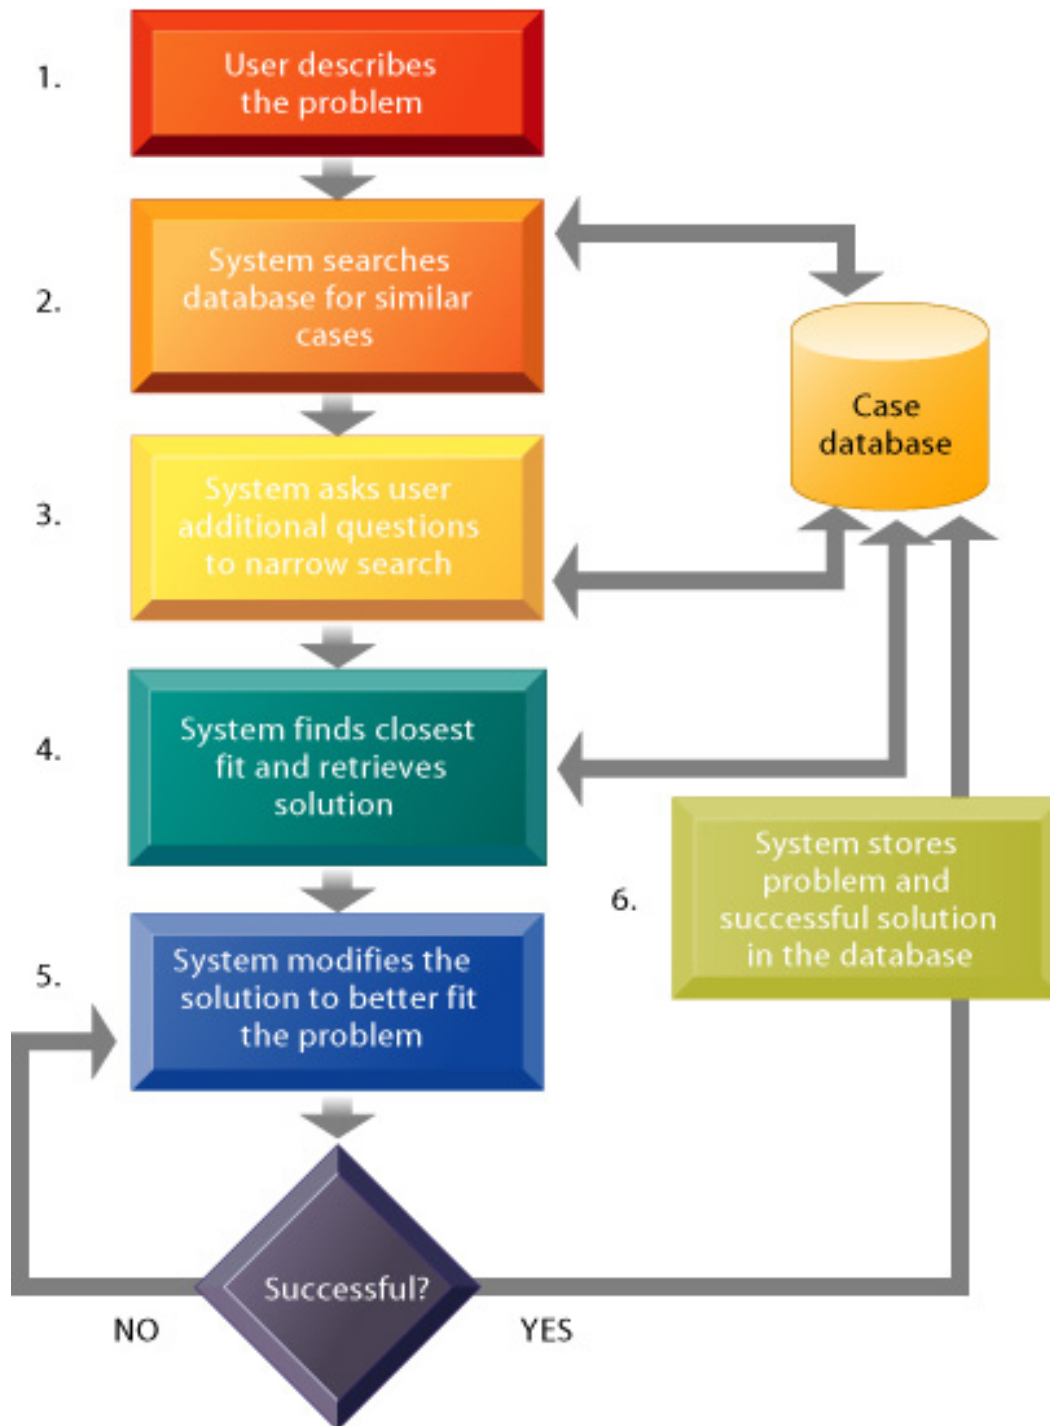 1.
User describes
the problem
2.
System searches
database for similar
cases
Case
database
3.
System asks user
additional questions
to narrow search
4.
System finds closest
fit and retrieves
solution
5.
System modifies the
solution to better fit
the problem
6.
System stores
problem and
successful solution
in the database
Successful?
NO
YES